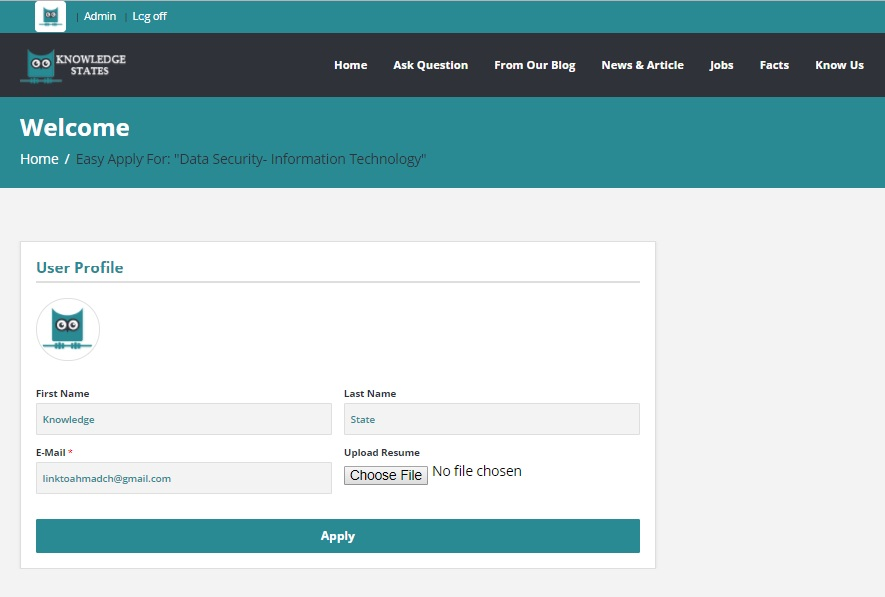 | Admin | Log off
KNOWLEDGE
STATES
Home Ask Question From Our Blog News & Article Jobs Facts Know Us
Welcome
Home / Easy Apply For: "Data Security- Information Technology"
User Profile
First Name Last Name
Knowledge State
E-Mail * Upload Resume
linktoahmadch@gmail.com Choose File No file chosen
Apply